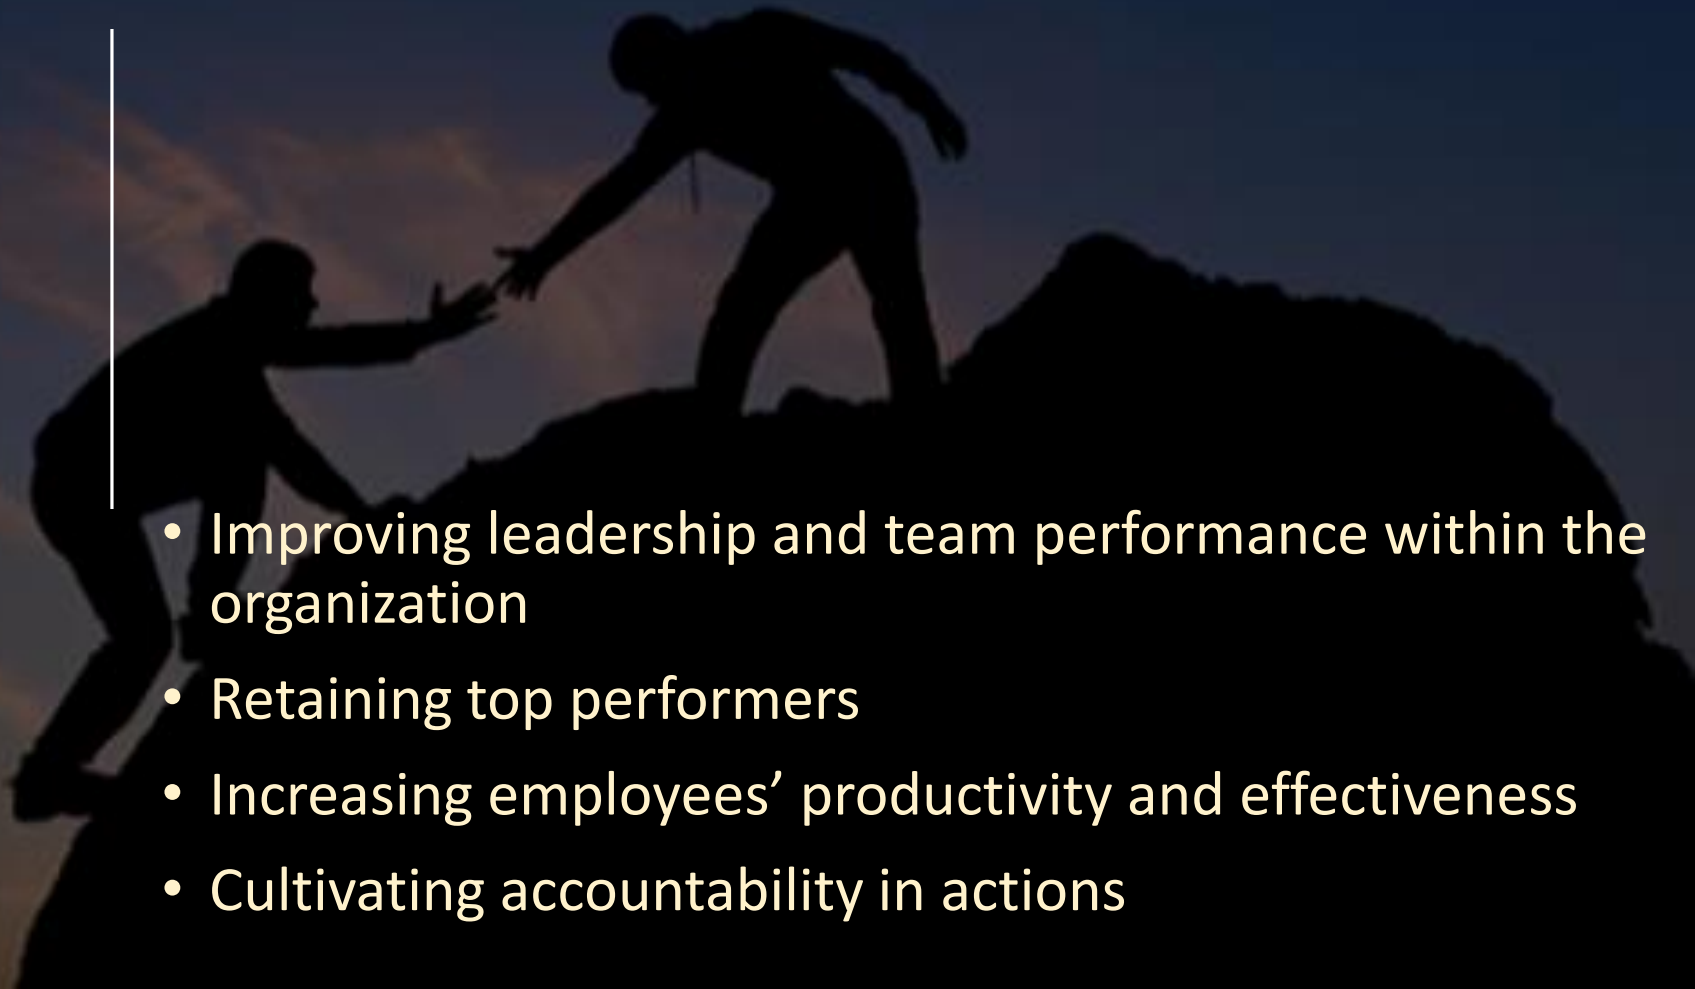 • Improving leadership and team performance within the
organization
• Retaining top performers
• Increasing employees’ productivity and effectiveness
• Cultivating accountability in actions